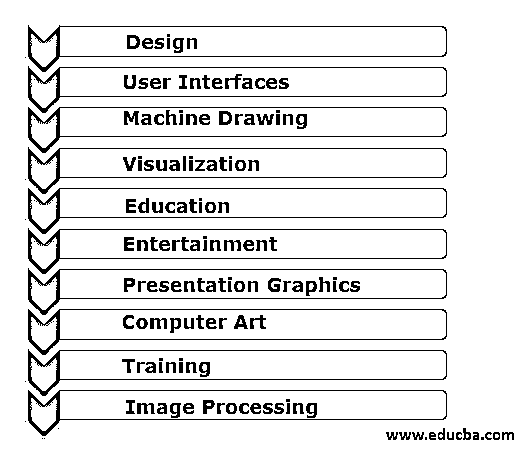 Design
User Interfaces
Machine Drawing
Visualization
Education
Entertainment
Presentation Graphics
Computer Art
Training
Image Processing
www.educba.com